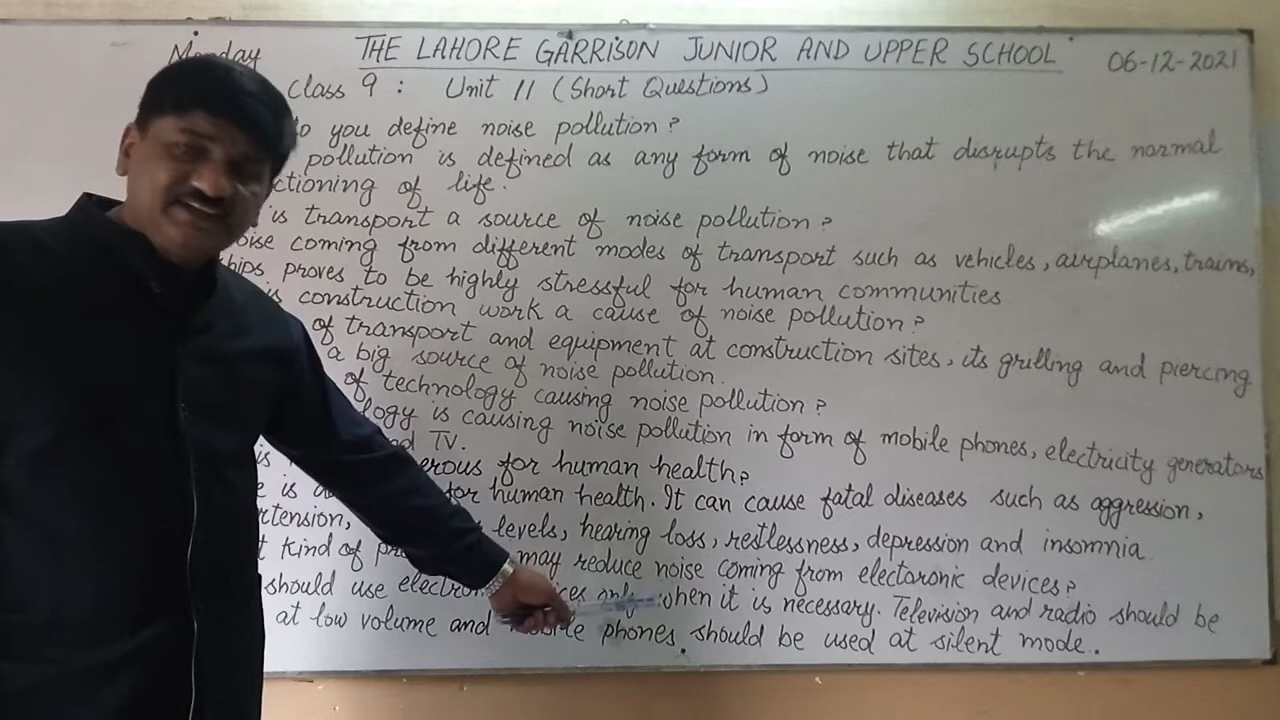 Monday THE LAHORE GARRISON JUNIOR AND UPPER SCHOOL 06-12-2021
Class 9 : Unit 11 (Short Questions)
you define noise pollution?
pollution is defined as any form of noise that disrupts the normal
of life.
is transport a source of noise pollution?
coming from different modes of transport such as vehicles, airplanes, trains,
proves to be highly stressful for human communities
is construction work a cause of noise pollution?
of transport and equipment at construction sites, its grilling and piercing
a big source of noise pollution.
of technology causing noise pollution?
is causing noise pollution in form of mobile phones, electricity generators
TV.
for human health?
is for human health. It can cause fatal diseases such as aggression,
levels, hearing loss, restlessness, depression and insomnia
kind of may reduce noise coming from electoronic devices?
should use only when it is necessary. Television and radio should be
at low volume and mobile phones should be used at silent mode.